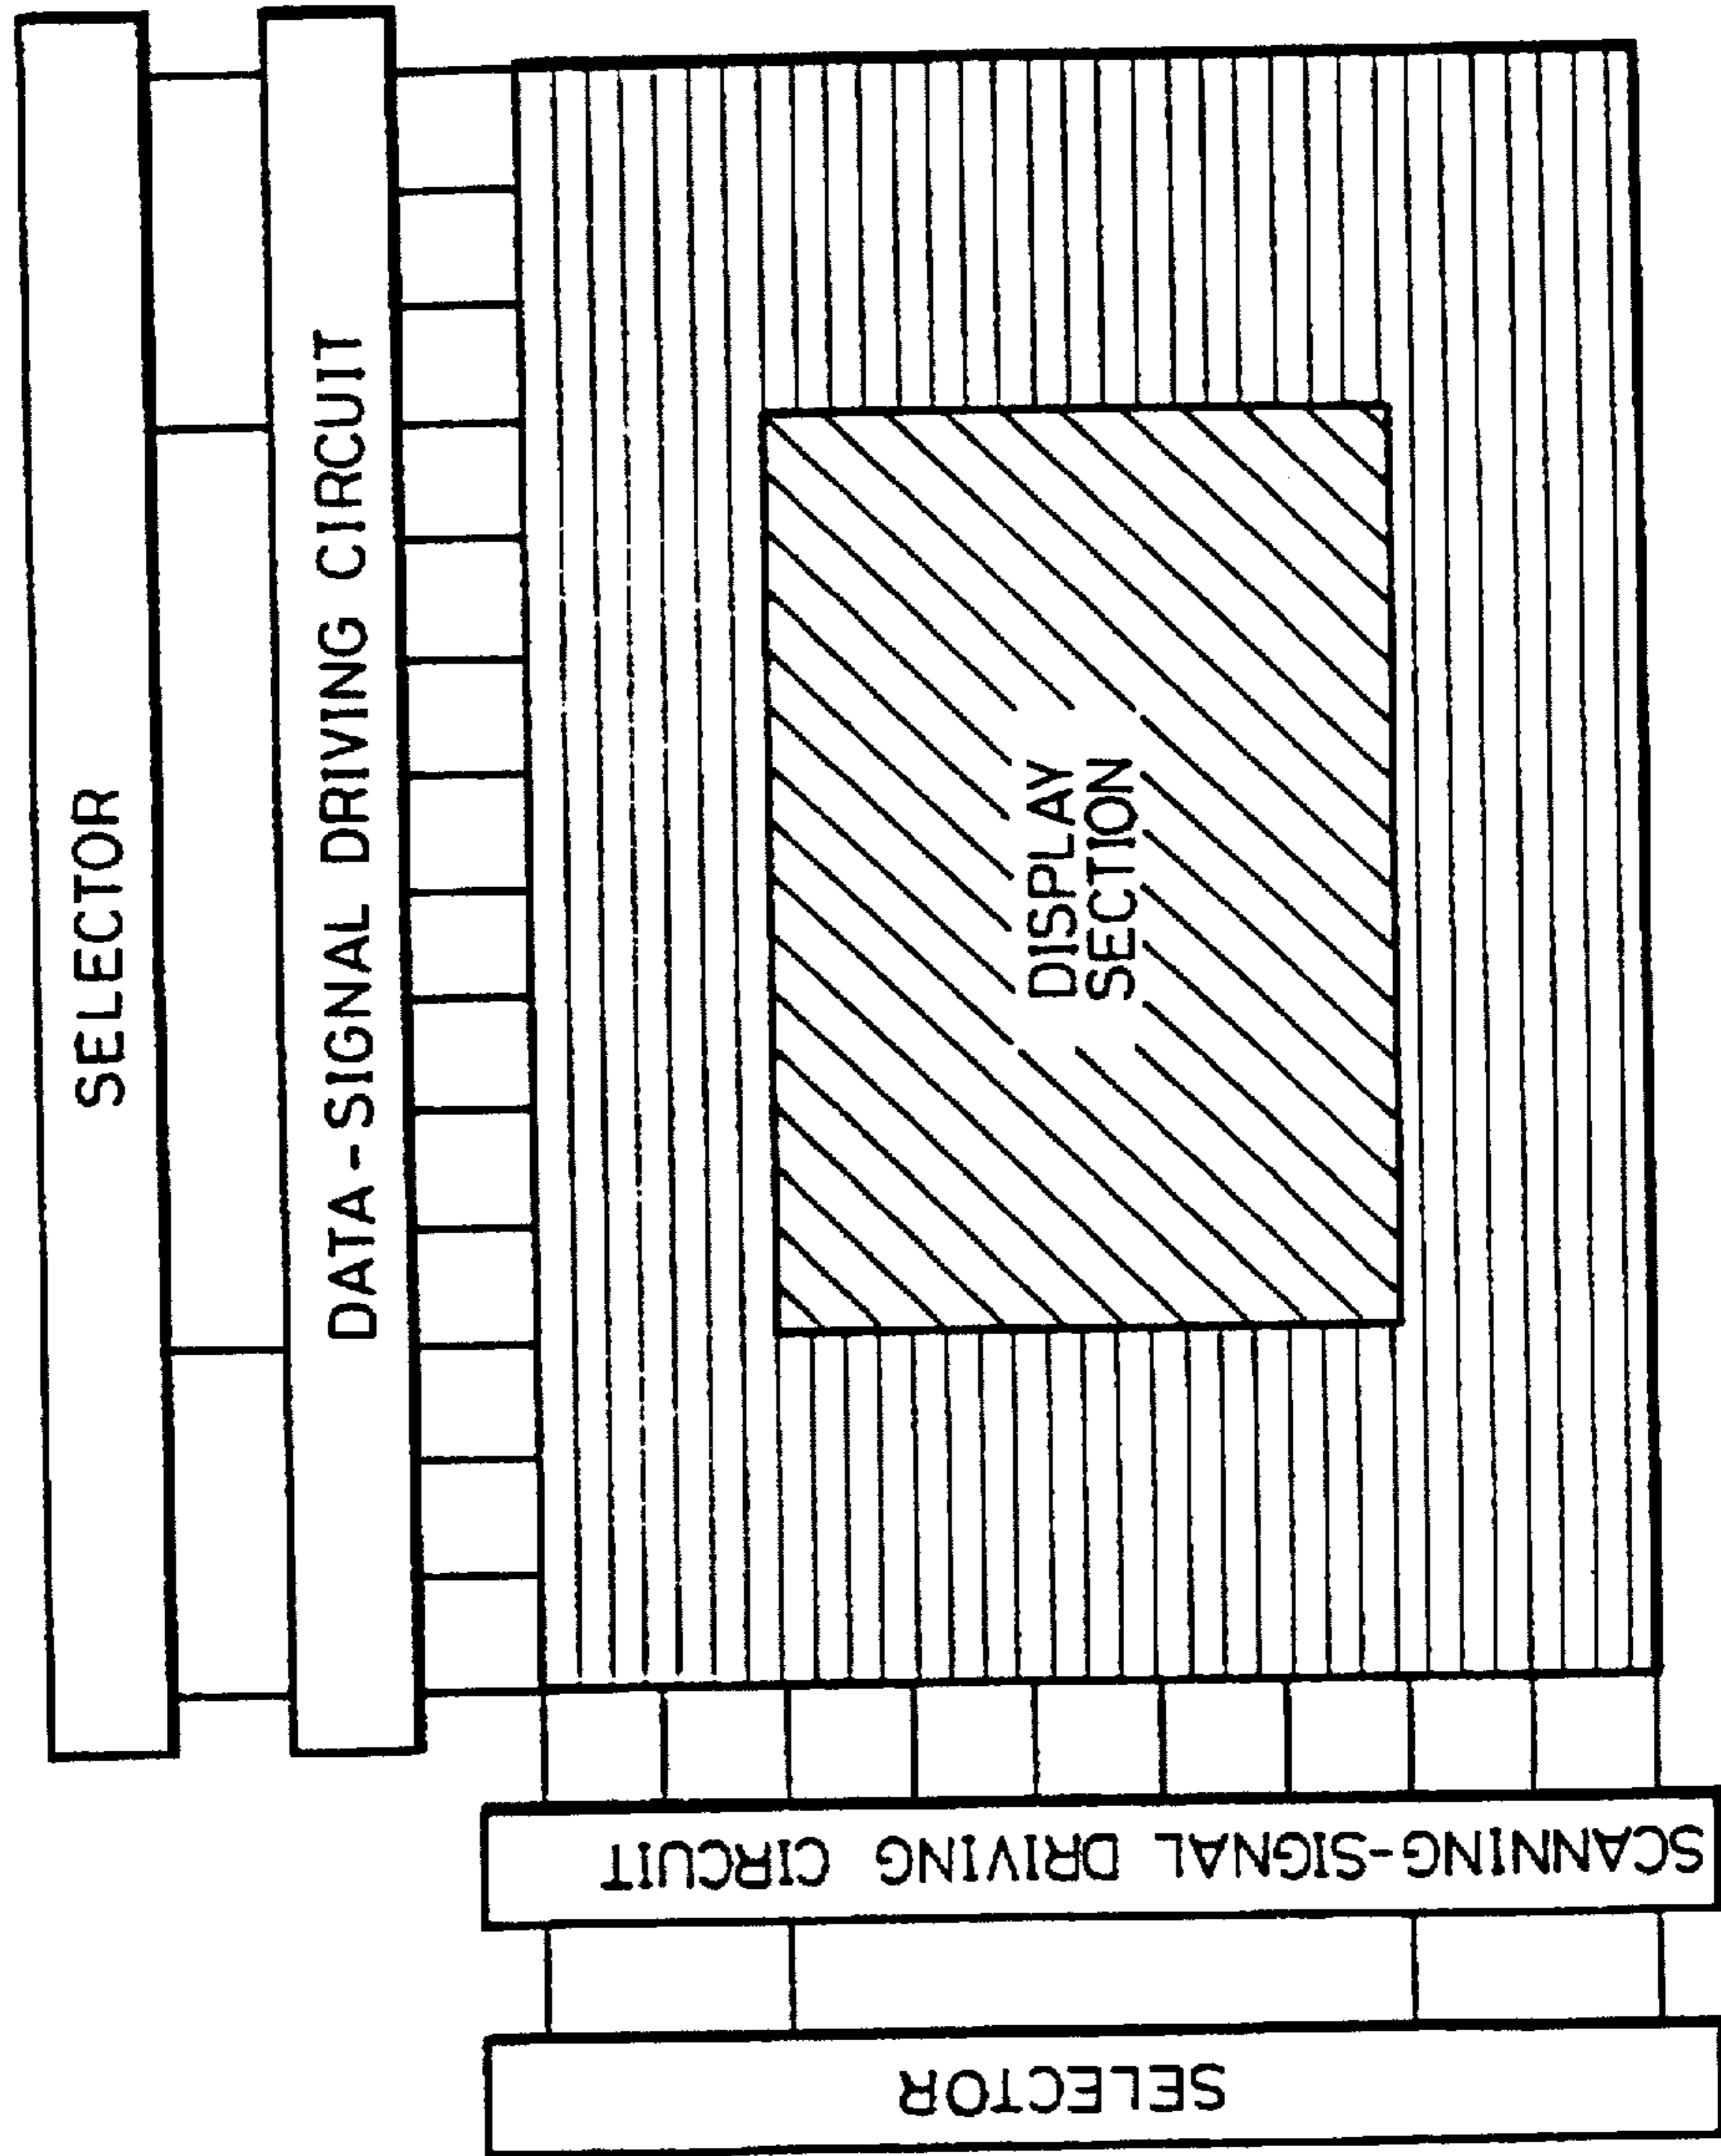 SELECTOR
DATA-SIGNAL DRIVING CIRCUIT
DISPLAY
SECTION
SCANNING-SIGNAL DRIVING CIRCUIT
SELECTOR